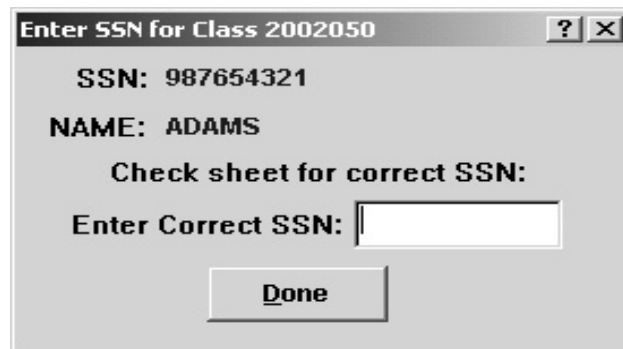 Enter SSN for Class 2002050
SSN: 987654321
NAME: ADAMS
Check sheet for correct SSN:
Enter Correct SSN:
Done